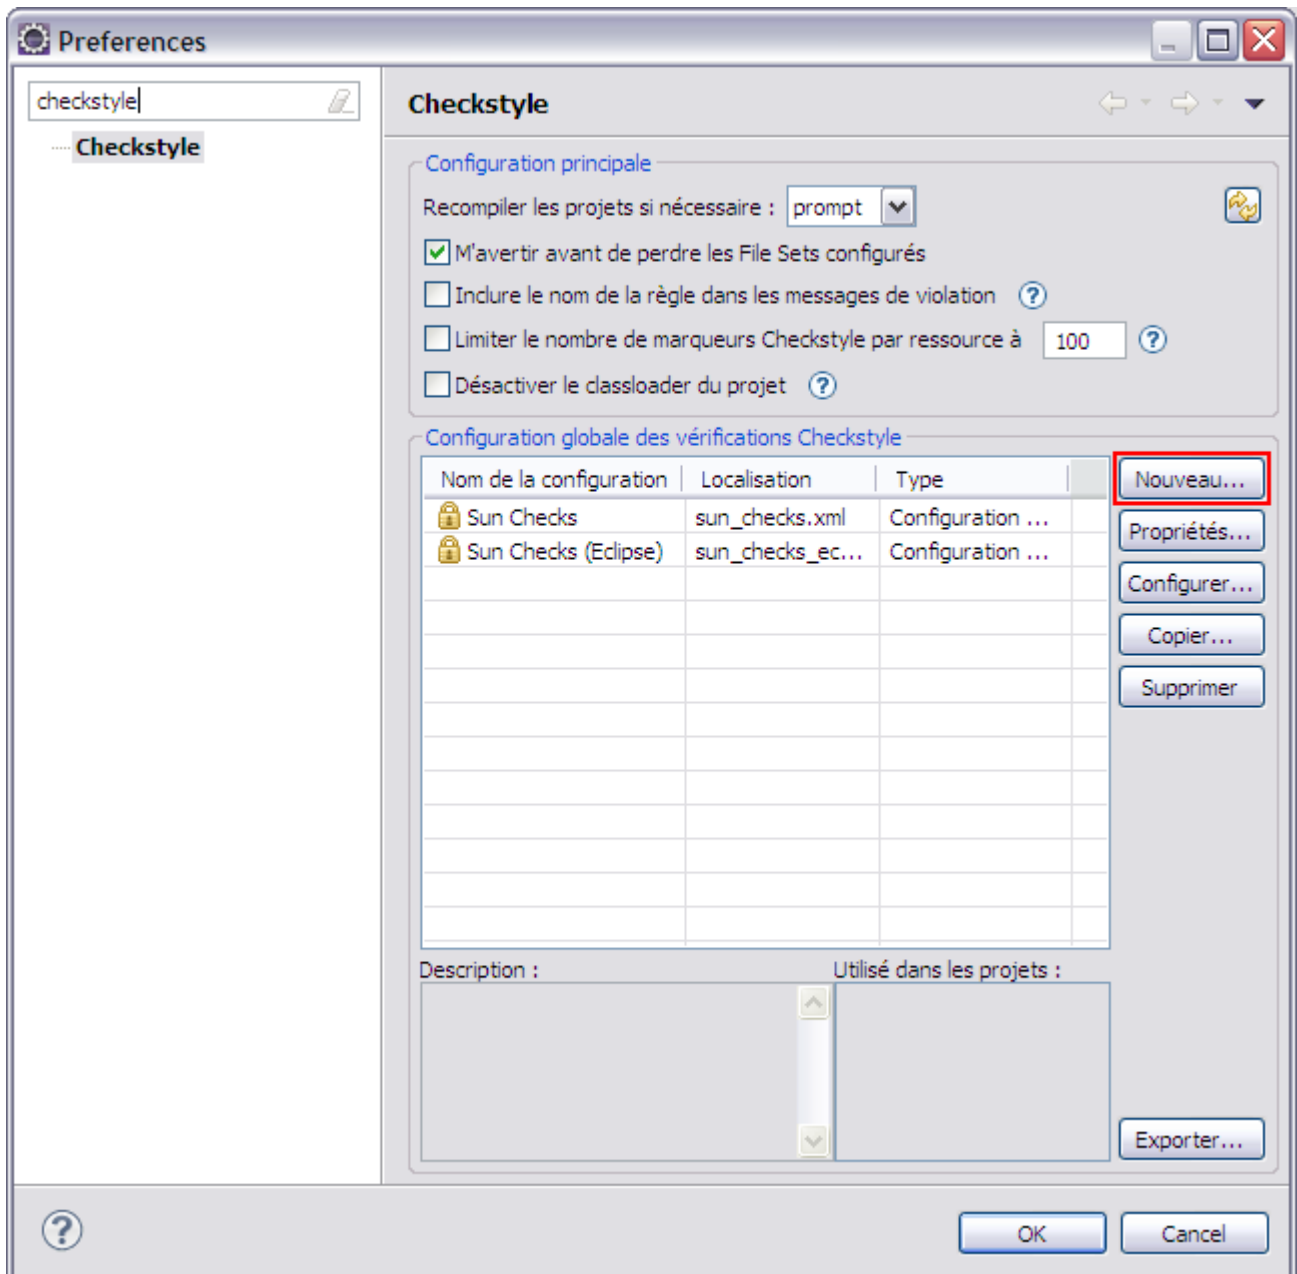 Preferences
checkstyle
Checkstyle
Checkstyle
Configuration principale
Recompiler les projets si nécessaire : prompt
M'avertir avant de perdre les File Sets configurés
Inclure le nom de la règle dans les messages de violation ?
Limiter le nombre de marqueurs Checkstyle par ressource à 100 ?
Désactiver le classloader du projet ?
Configuration globale des vérifications Checkstyle
Nom de la configuration Localisation Type
Sun Checks sun_checks.xml Configuration ...
Sun Checks (Eclipse) sun_checks_ec... Configuration ...
Nouveau...
Propriétés...
Configurer...
Copier...
Supprimer
Description : Utilisé dans les projets :
Exporter...
? OK Cancel